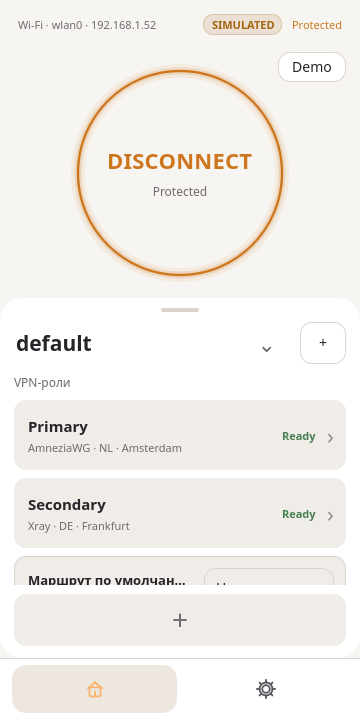 Wi-Fi · wlan0 · 192.168.1.52
SIMULATED
Protected
Demo
DISCONNECT
Protected
default
+
VPN-роли
Primary
AmneziaWG · NL · Amsterdam
Ready
Secondary
Xray · DE · Frankfurt
Ready
Маршрут по умолчан...
+